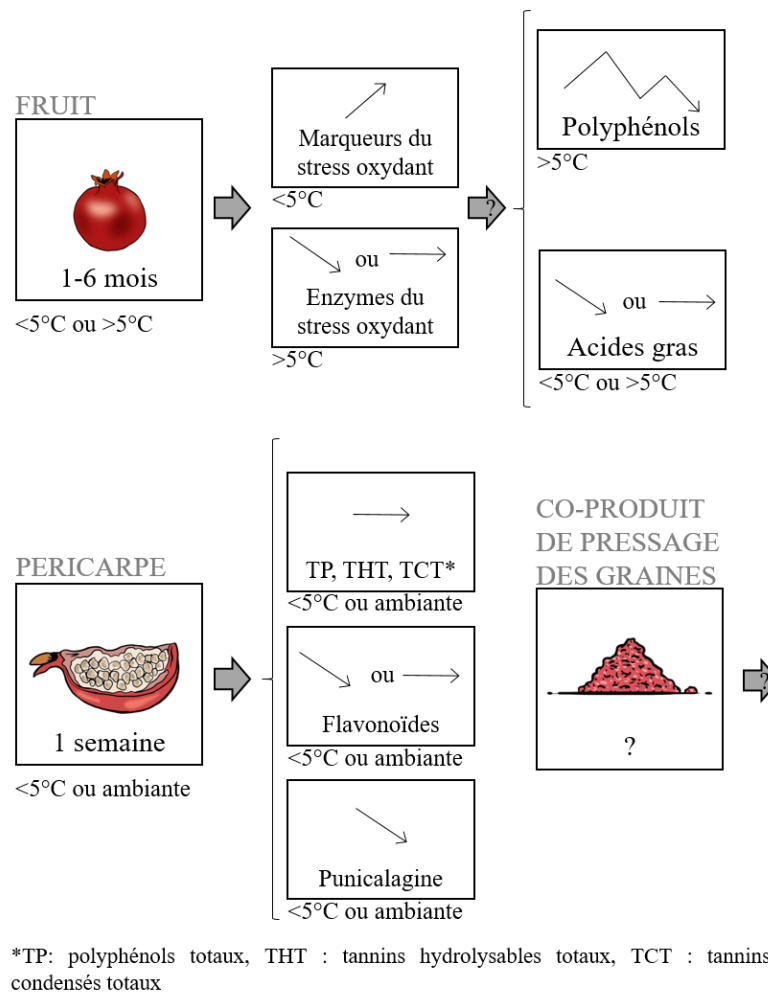 FRUIT
1-6 mois
<5°C ou >5°C
Marqueurs du
stress oxydant
<5°C
ou
Enzymes du
stress oxydant
>5°C
?
Polyphénols
>5°C
ou
Acides gras
<5°C ou >5°C
PERICARPE
1 semaine
<5°C ou ambiante
TP, THT, TCT*
<5°C ou ambiante
ou
Flavonoïdes
<5°C ou ambiante
Punicalagine
<5°C ou ambiante
CO-PRODUIT
DE PRESSAGE
DES GRAINES
?
?
*TP: polyphénols totaux, THT : tannins hydrolysables totaux, TCT : tannins
condensés totaux